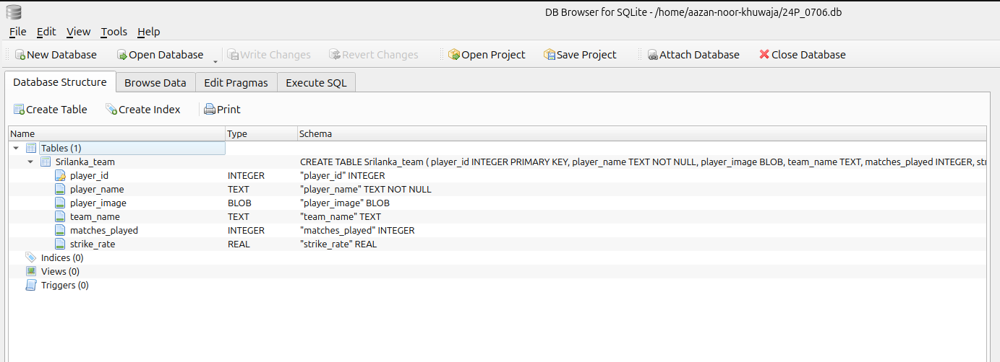 DB Browser for SQLite - /home/aazan-noor-khuwaja/24P_0706.db
File Edit View Tools Help
New Database Open Database Write Changes Revert Changes Open Project Save Project Attach Database Close Database
Database Structure Browse Data Edit Pragmas Execute SQL
Create Table Create Index Print
Name Type Schema
Tables (1)
Srilanka_team CREATE TABLE Srilanka_team ( player_id INTEGER PRIMARY KEY, player_name TEXT NOT NULL, player_image BLOB, team_name TEXT, matches_played INTEGER, str
player_id INTEGER "player_id" INTEGER
player_name TEXT "player_name" TEXT NOT NULL
player_image BLOB "player_image" BLOB
team_name TEXT "team_name" TEXT
matches_played INTEGER "matches_played" INTEGER
strike_rate REAL "strike_rate" REAL
Indices (0)
Views (0)
Triggers (0)